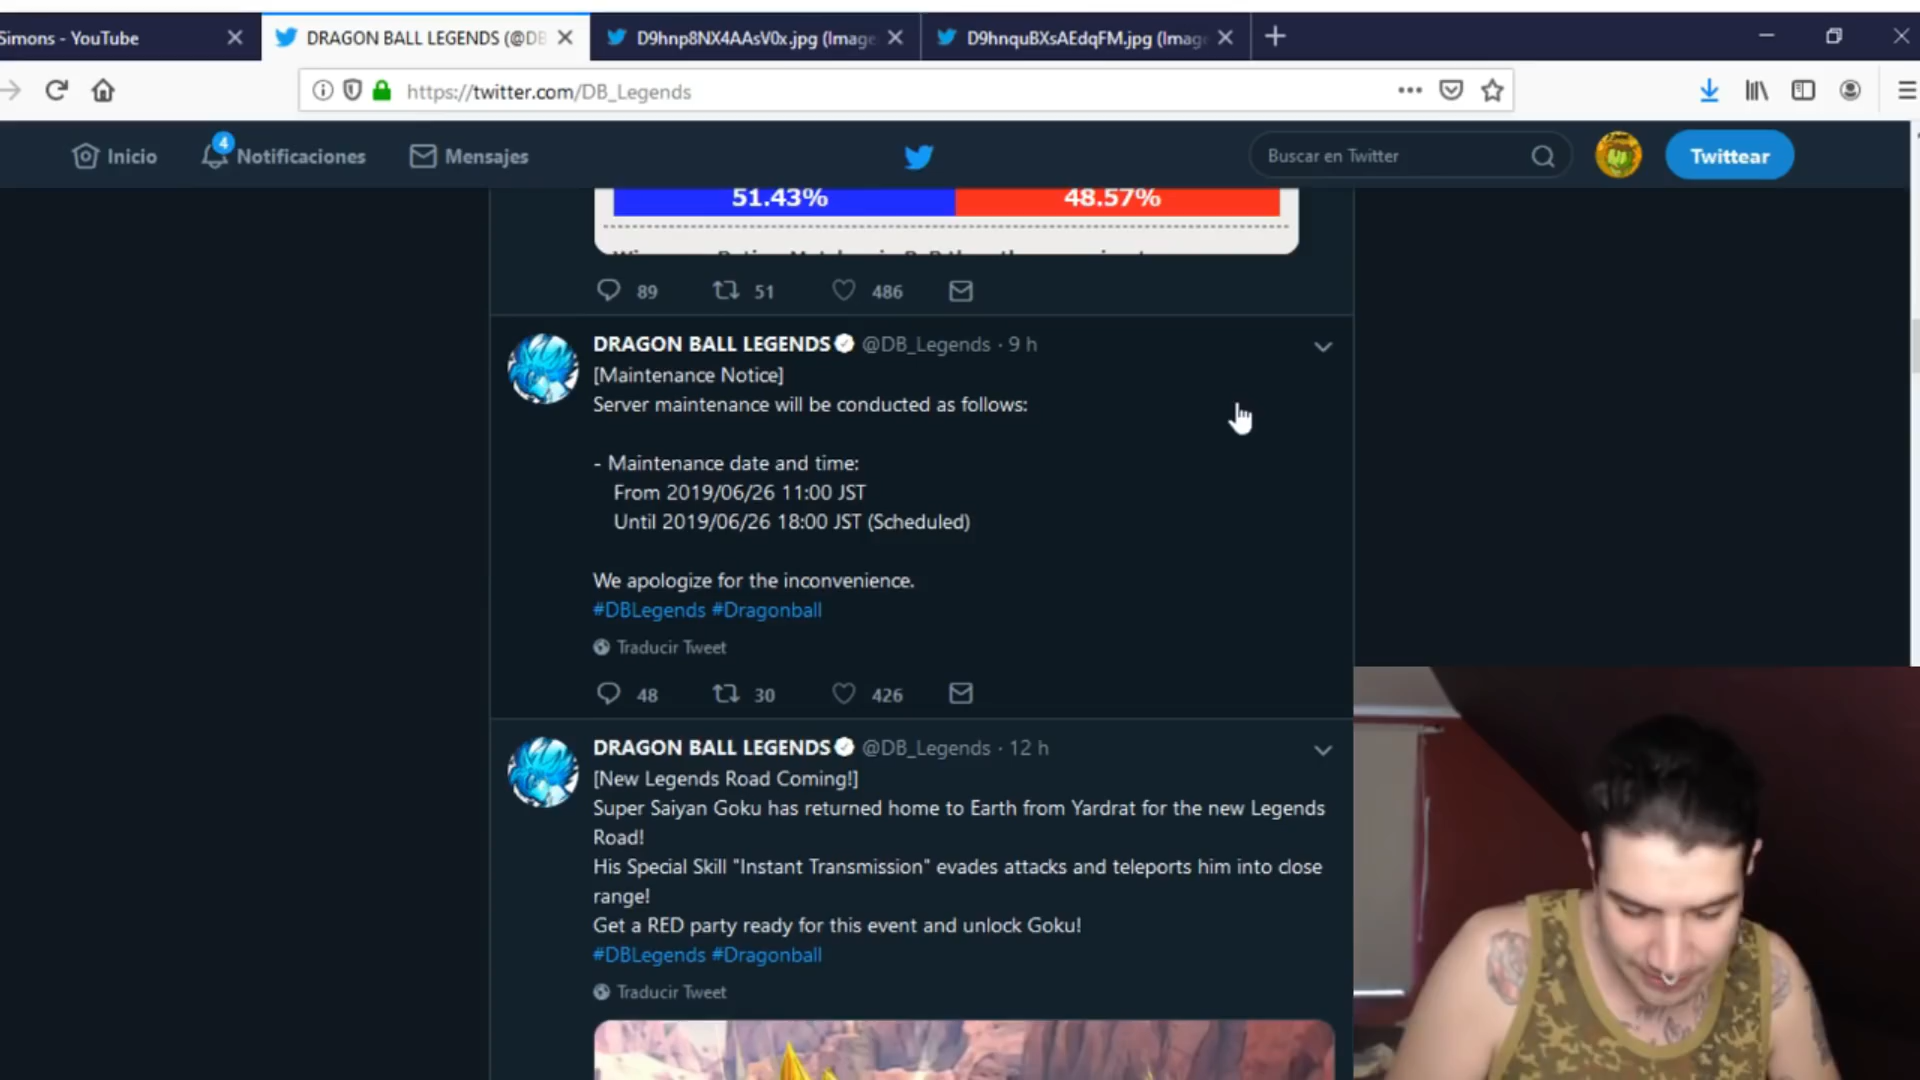 Simons - YouTube
DRAGON BALL LEGENDS (@DB
D9hnp8NX4AAsV0x.jpg (Image
D9hnquBXsAEdqFM.jpg (Imag
https://twitter.com/DB_Legends
Inicio
4
Notificaciones
Mensajes
Buscar en Twitter
Twittear
51.43%
48.57%
89
51
486
DRAGON BALL LEGENDS @DB_Legends · 9 h
[Maintenance Notice]
Server maintenance will be conducted as follows:
- Maintenance date and time:
From 2019/06/26 11:00 JST
Until 2019/06/26 18:00 JST (Scheduled)
We apologize for the inconvenience.
#DBLegends #Dragonball
Traducir Tweet
48
30
426
DRAGON BALL LEGENDS @DB_Legends · 12 h
[New Legends Road Coming!]
Super Saiyan Goku has returned home to Earth from Yardrat for the new Legends
Road!
His Special Skill "Instant Transmission" evades attacks and teleports him into close
range!
Get a RED party ready for this event and unlock Goku!
#DBLegends #Dragonball
Traducir Tweet